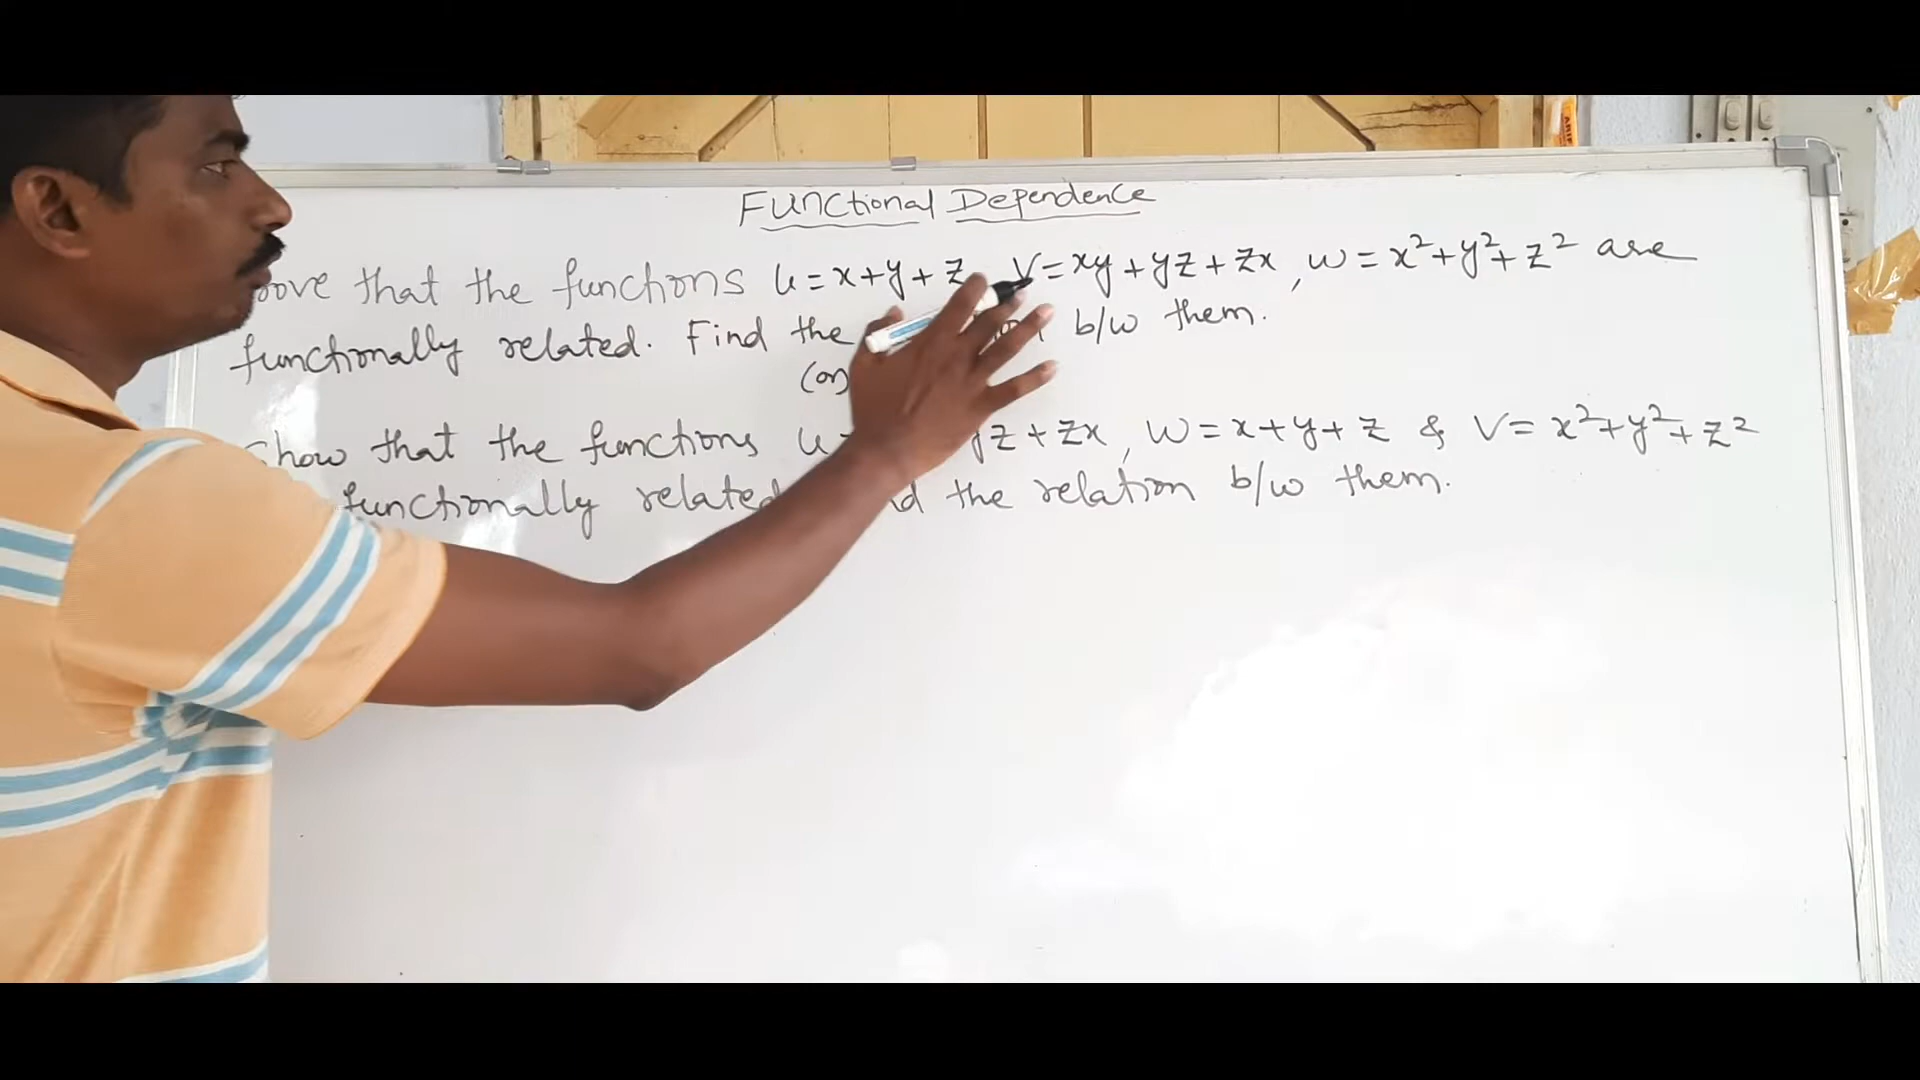 Functional Dependence
that the functions u = x+y+z, v = xy+yz+zx, w = x²+y²+z² are
functionally related. Find the b/w them.
(or)
Show that the functions u = yz+zx, w = x+y+z & v = x²+y²+z²
functionally related the relation b/w them.
ARIF